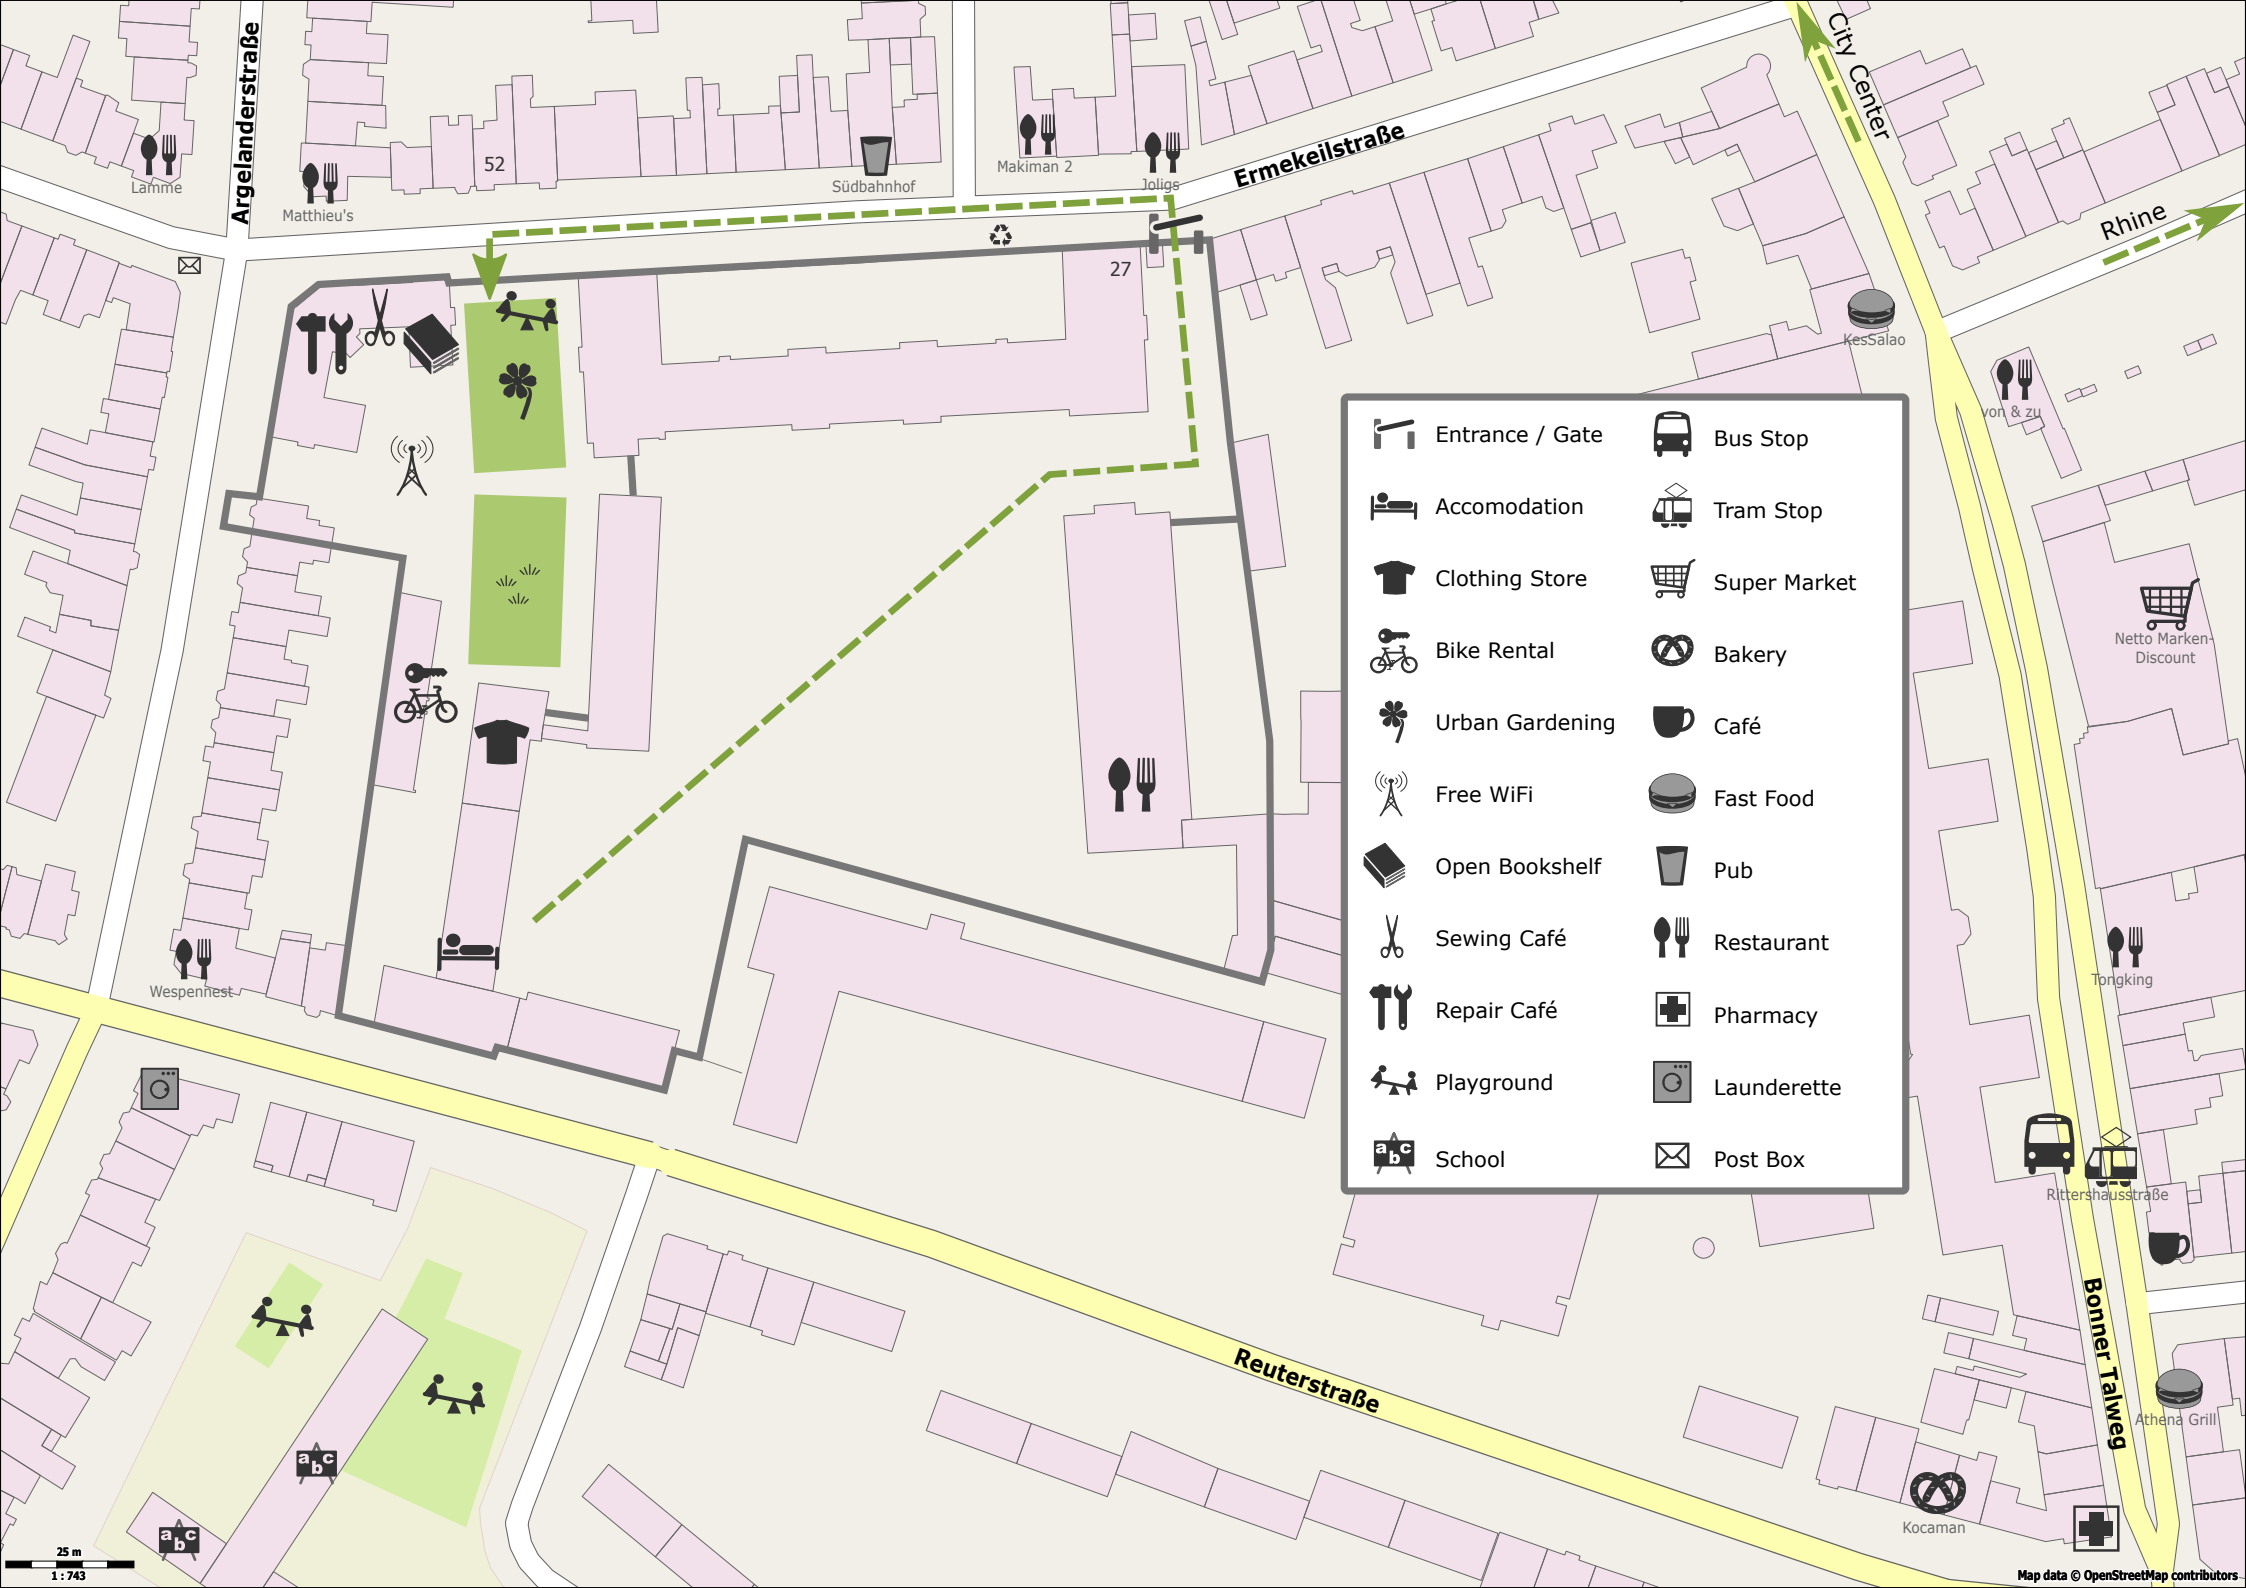 Argelanderstraße
City Center
52
Lamme
Matthieu's
Südbahnhof
Makiman 2
Joligs
Ermekeilstraße
Rhine
27
KesSalao
von & zu
Entrance / Gate
Accomodation
Clothing Store
Bike Rental
Urban Gardening
Free WiFi
Open Bookshelf
Sewing Café
Repair Café
Playground
a b c
School
Bus Stop
Tram Stop
Super Market
Bakery
Café
Fast Food
Pub
Restaurant
Pharmacy
Launderette
Post Box
Netto Marken-
Discount
Tongking
Wespennest
Rittershausstraße
Bonner Talweg
Reuterstraße
Athena Grill
Kocaman
a b c
a b c
25 m
1 : 743
Map data © OpenStreetMap contributors